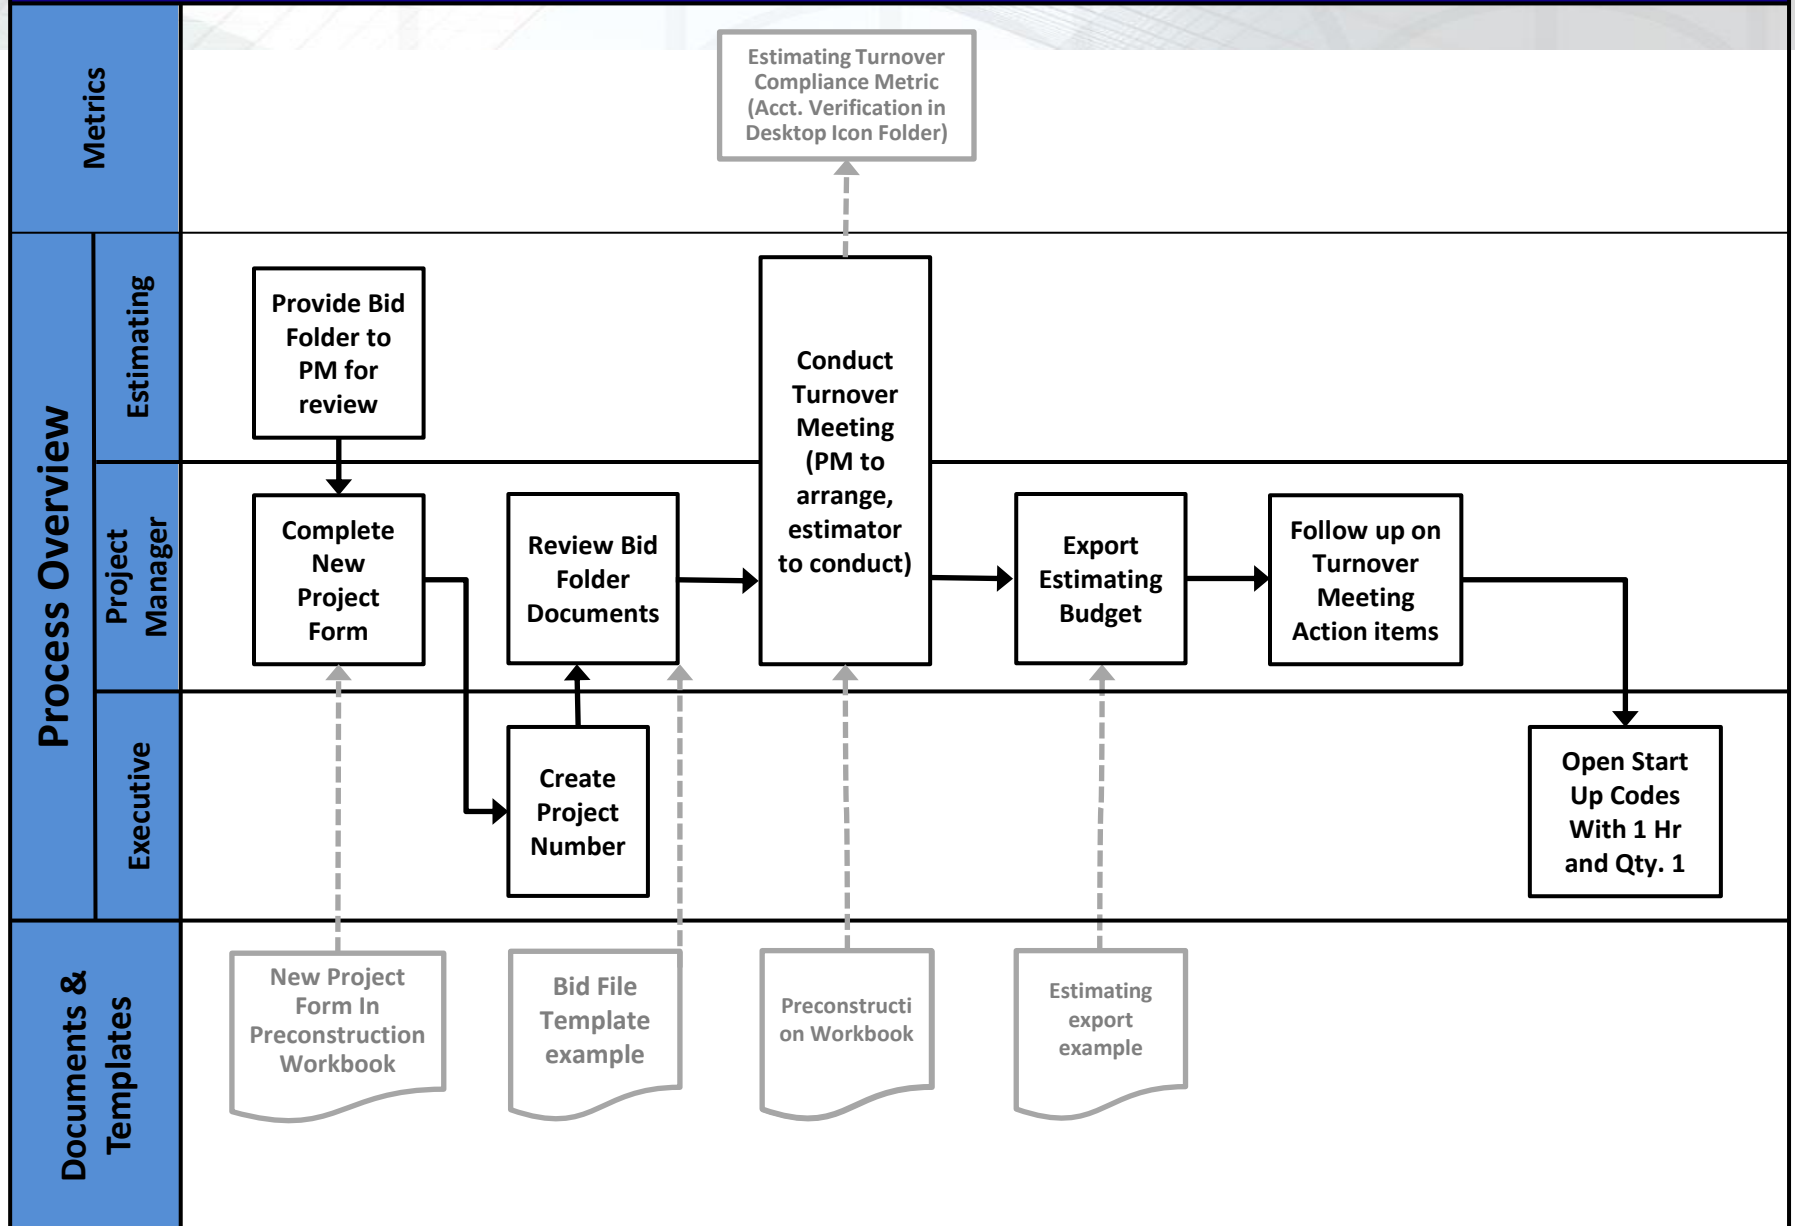 Metrics
Estimating Turnover
Compliance Metric
(Acct. Verification in
Desktop Icon Folder)
Process Overview
Estimating
Provide Bid
Folder to
PM for
review
Conduct
Turnover
Meeting
(PM to
arrange,
estimator
to conduct)
Project
Manager
Complete
New
Project
Form
Review Bid
Folder
Documents
Export
Estimating
Budget
Follow up on
Turnover
Meeting
Action items
Executive
Create
Project
Number
Open Start
Up Codes
With 1 Hr
and Qty. 1
Documents &
Templates
New Project
Form In
Preconstruction
Workbook
Bid File
Template
example
Preconstructi
on Workbook
Estimating
export
example